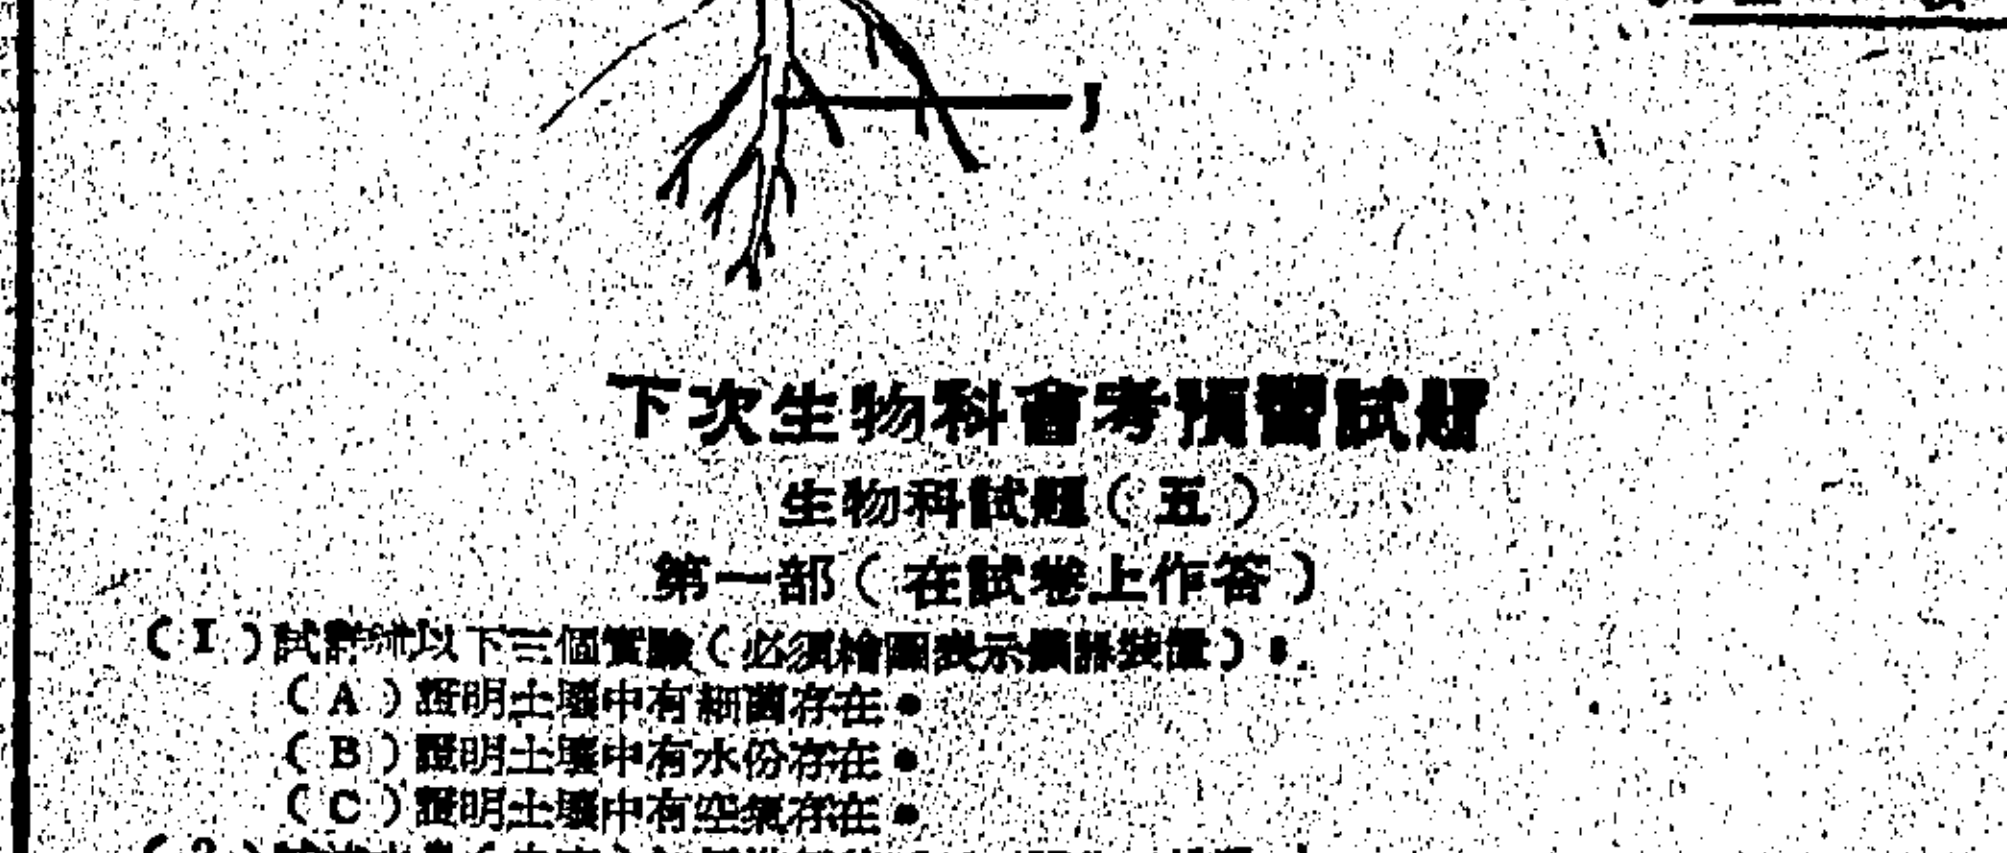 J
下次生物科會考預習試題
生物科試題（五）
第一部（在試卷上作答）
（I）試詳述以下三個實驗（必須繪圖表示儀器裝置）：
（A）證明土壤中有細菌存在●
（B）證明土壤中有水份存在●
（C）證明土壤中有空氣存在●